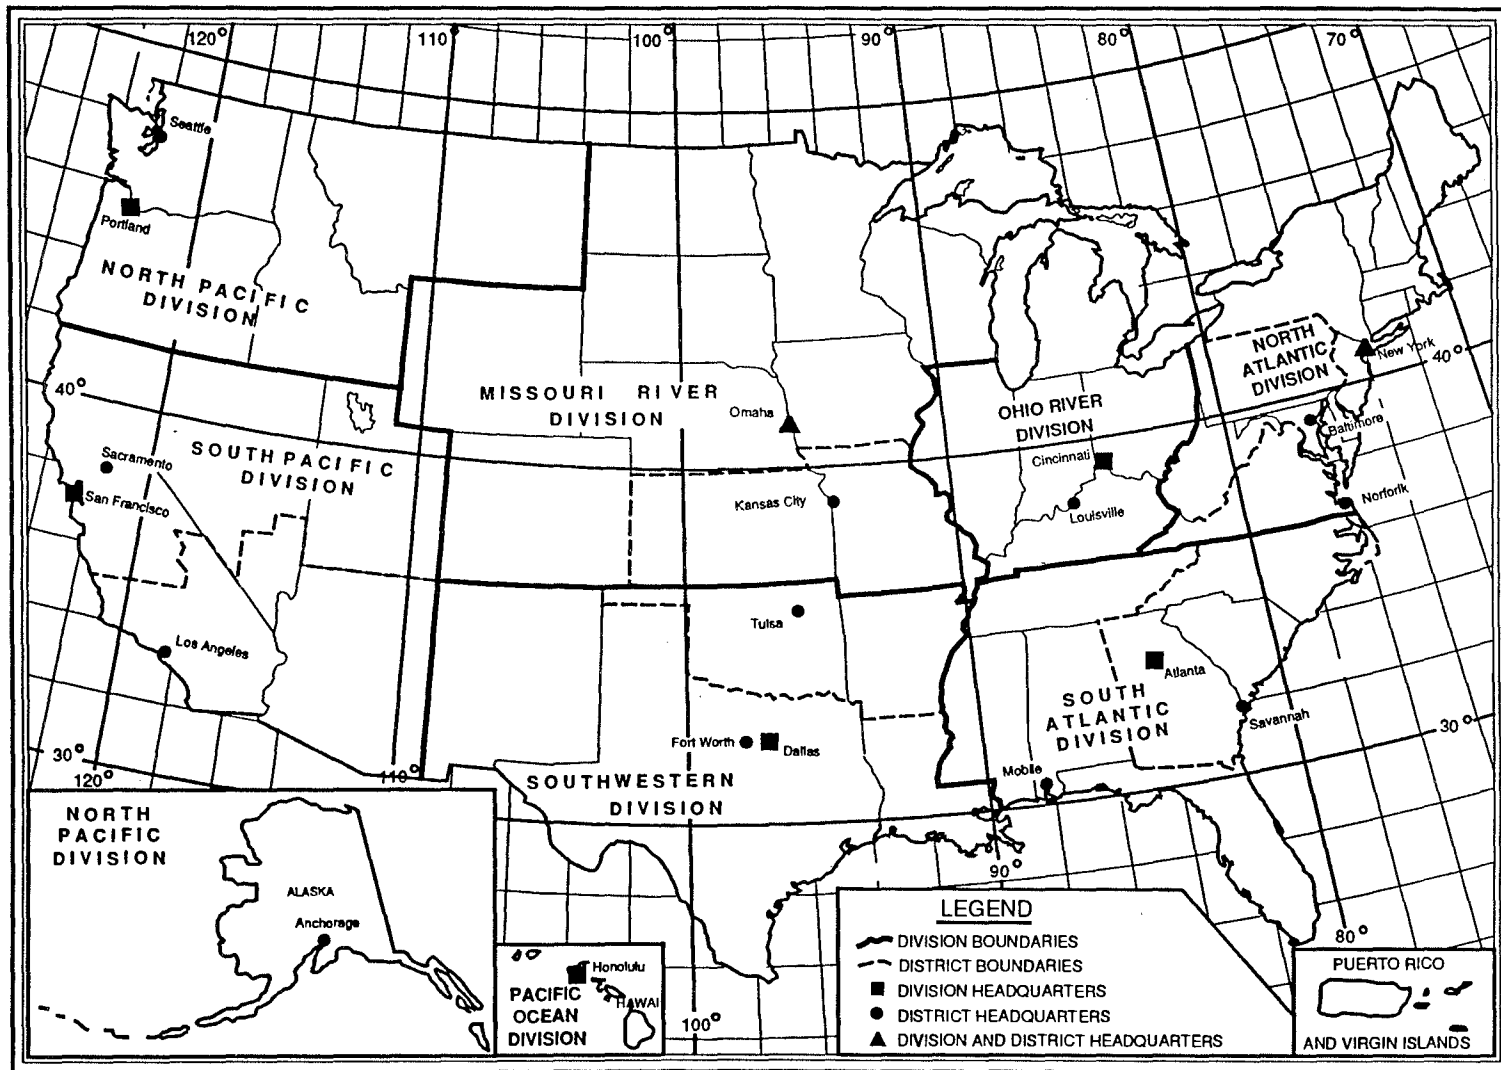 120°
110°
100°
90°
80°
70°
Seattle
Portland
NORTH PACIFIC
DIVISION
MISSOURI RIVER
DIVISION
Omaha
NORTH
ATLANTIC
DIVISION
New York
40°
40°
OHIO RIVER
DIVISION
Cincinnati
Louisville
Baltimore
Norforlk
SOUTH PACIFIC
DIVISION
Sacramento
San Francisco
Kansas City
Los Angeles
Tulsa
Atlanta
SOUTH
ATLANTIC
DIVISION
Savannah
30°
Fort Worth
Dallas
Mobile
SOUTHWESTERN
DIVISION
30°
120°
110°
90°
80°
100°
NORTH
PACIFIC
DIVISION
ALASKA
Anchorage
Honolulu
HAWAI
PACIFIC
OCEAN
DIVISION
LEGEND
DIVISION BOUNDARIES
DISTRICT BOUNDARIES
DIVISION HEADQUARTERS
DISTRICT HEADQUARTERS
DIVISION AND DISTRICT HEADQUARTERS
PUERTO RICO
AND VIRGIN ISLANDS